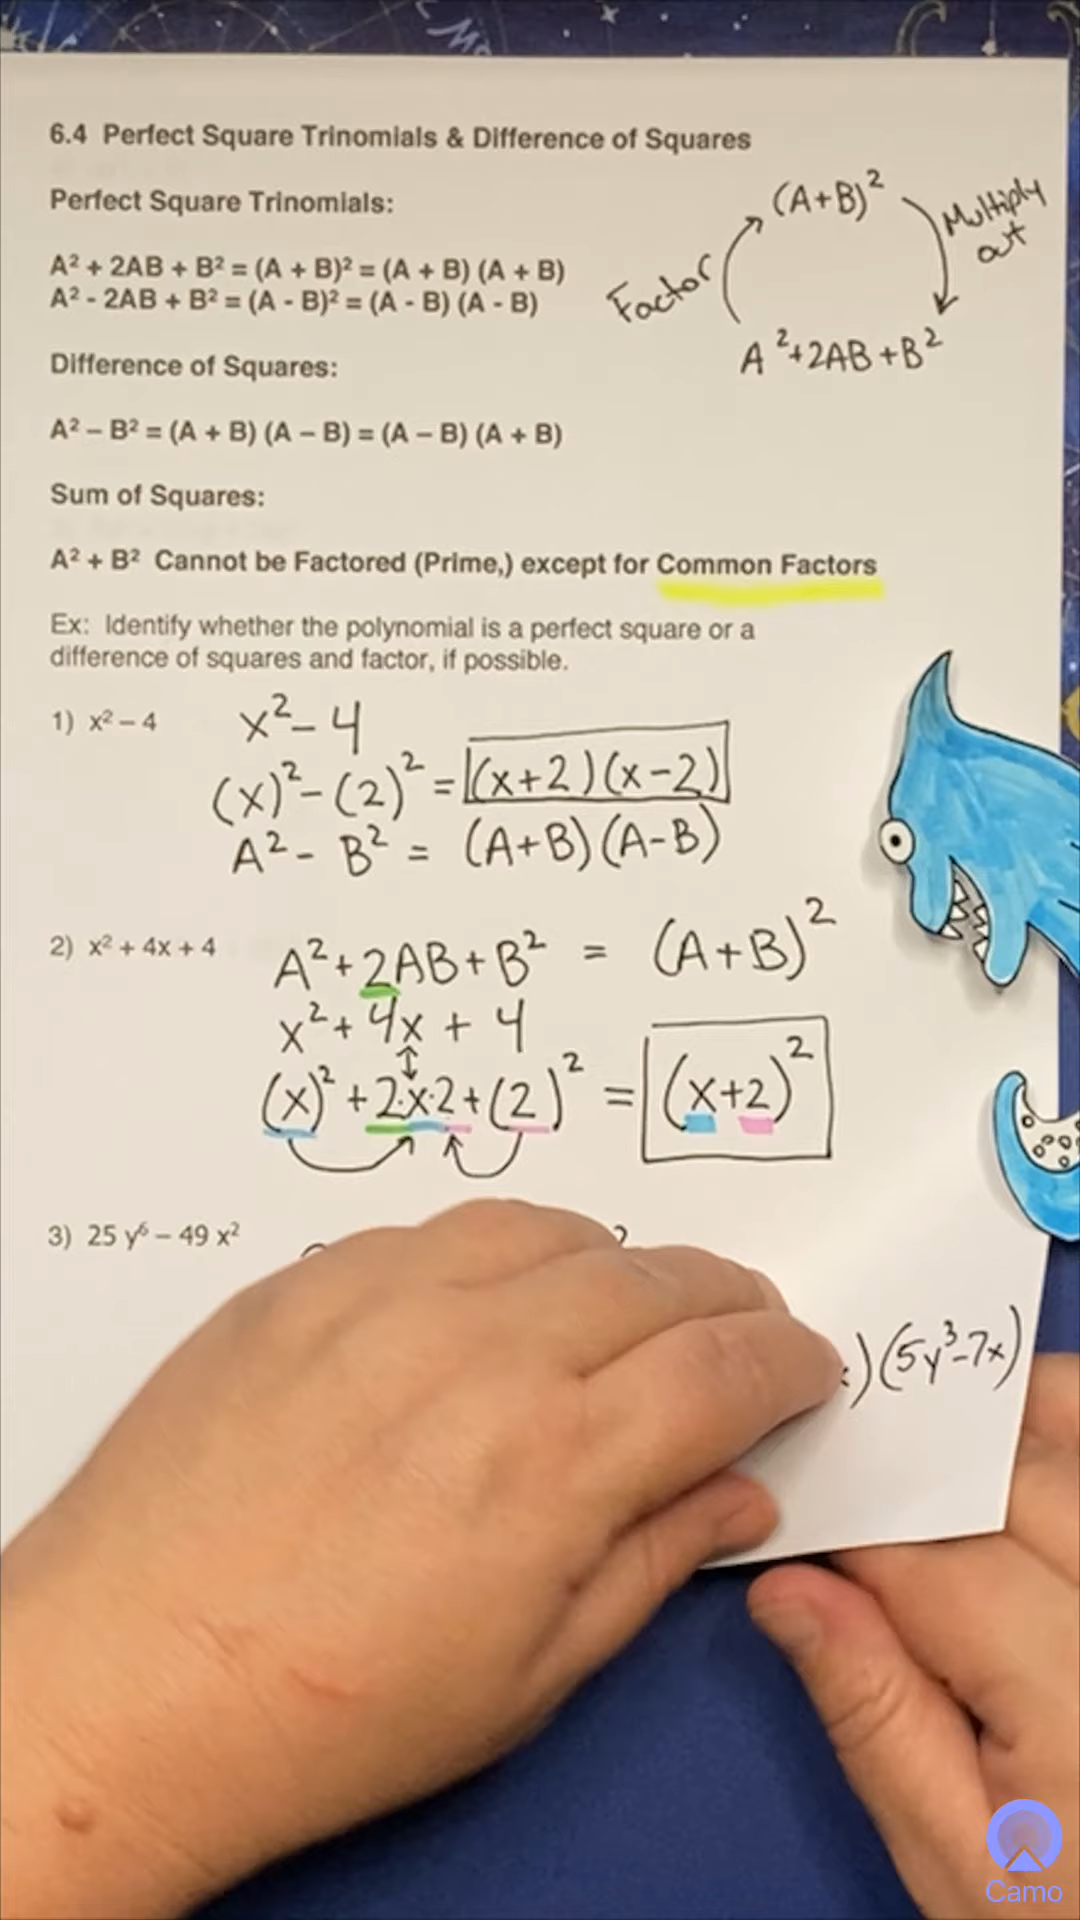 6.4 Perfect Square Trinomials & Difference of Squares
Perfect Square Trinomials:
(A+B)²
Multiply
out
Factor
A² + 2AB + B² = (A + B)² = (A + B) (A + B)
A² - 2AB + B² = (A - B)² = (A - B) (A - B)
A²+2AB+B²
Difference of Squares:
A² – B² = (A + B) (A – B) = (A – B) (A + B)
Sum of Squares:
A² + B² Cannot be Factored (Prime,) except for Common Factors
Ex: Identify whether the polynomial is a perfect square or a
difference of squares and factor, if possible.
1) x² – 4
x²-4
(x)²-(2)² = (x+2)(x-2)
A²- B² = (A+B)(A-B)
2) x² + 4x + 4
A²+2AB+B² = (A+B)²
x²+4x+4
(x)²+2·x·2+(2)² = (x+2)²
3) 25 y⁶ – 49 x²
)(5y³-7x)
Camo